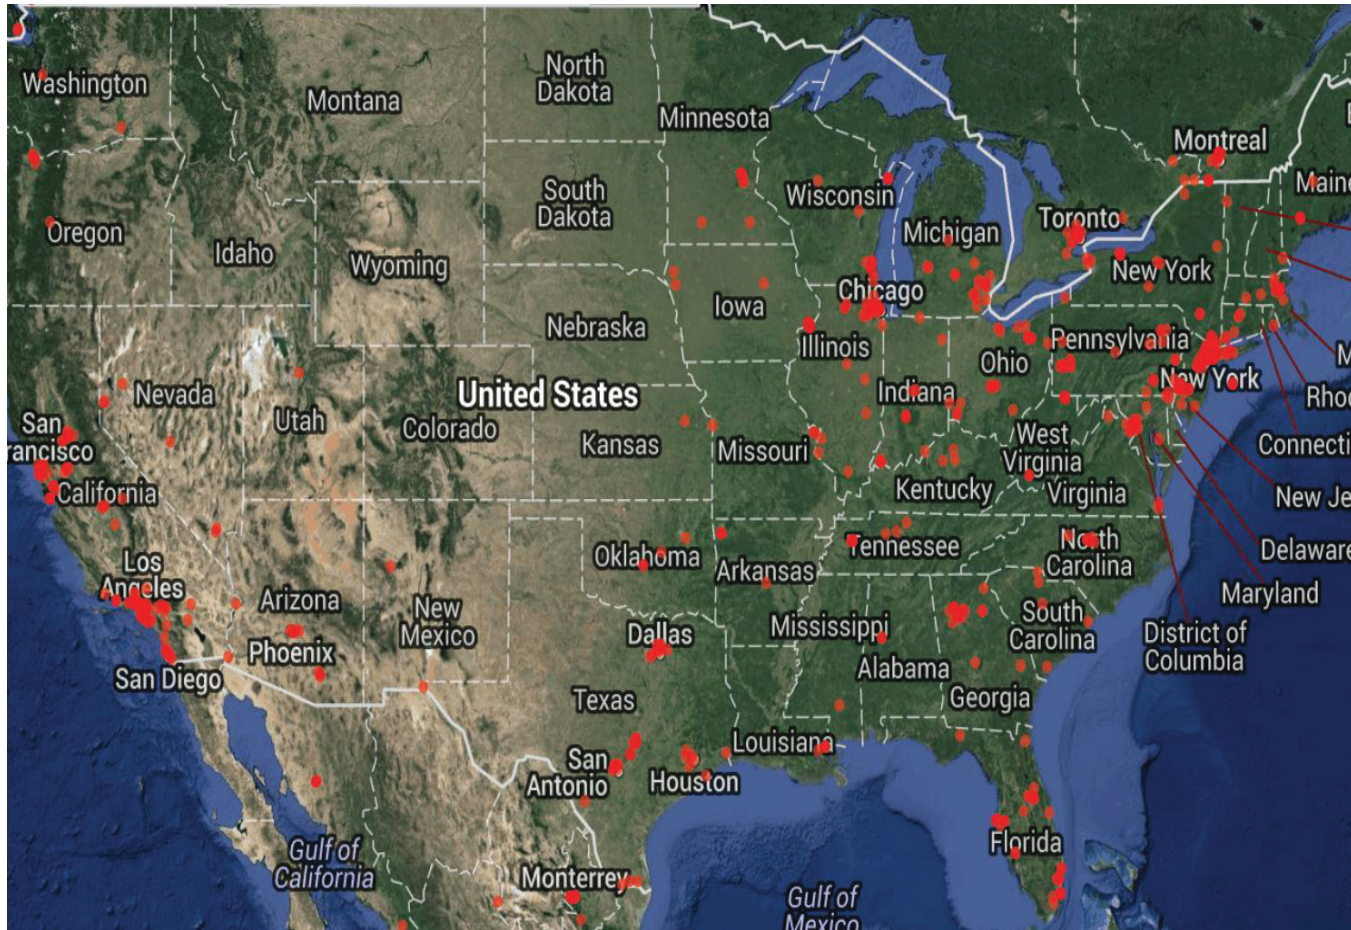 Washington
Montana
North
Dakota
Minnesota
Montreal
Oregon
Idaho
Wyoming
South
Dakota
Wisconsin
Michigan
Toronto
Maine
New York
Nebraska
Iowa
Chicago
Illinois
Ohio
Pennsylvania
M
Nevada
Utah
Colorado
United States
Kansas
Missouri
Indiana
New York
Rhod
San
rancisco
California
West
Virginia
Virginia
Kentucky
Connecti
New Je
Los
Angeles
Arizona
New
Mexico
Oklahoma
Arkansas
Tennessee
North
Carolina
Delaware
Maryland
Phoenix
San Diego
Dallas
Mississippi
Alabama
South
Carolina
District of
Columbia
Texas
Georgia
San
Antonio
Houston
Louisiana
Florida
Gulf of
California
Monterrey
Gulf of
Mexico